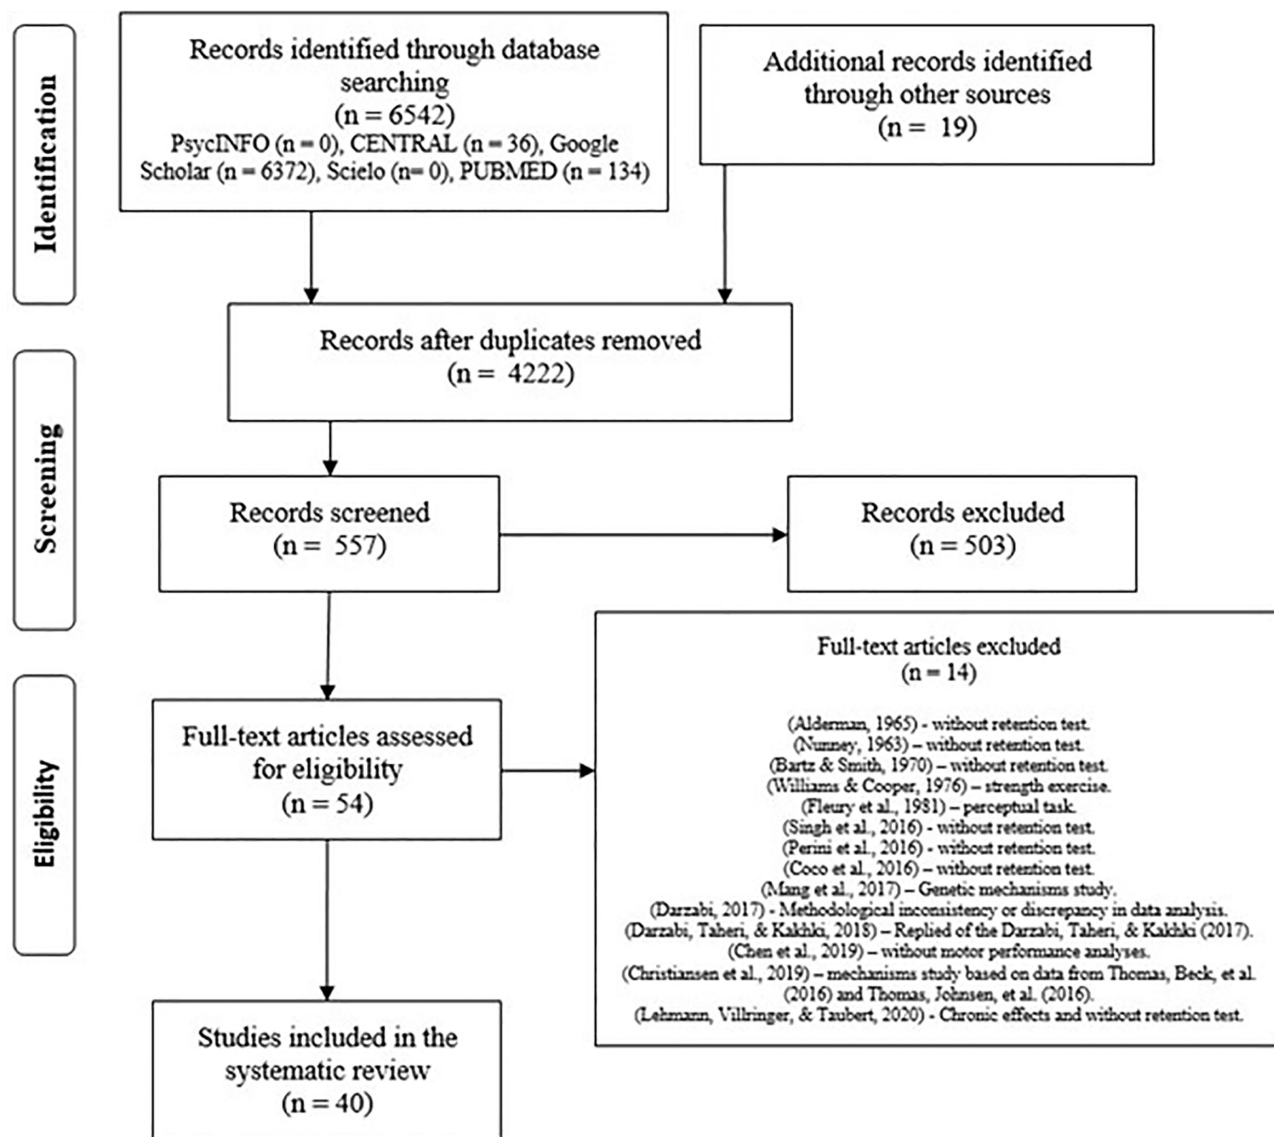 Identification
Records identified through database
searching
(n = 6542)
PsycINFO (n = 0), CENTRAL (n = 36), Google
Scholar (n = 6372), Scielo (n= 0), PUBMED (n = 134)
Additional records identified
through other sources
(n = 19)
Records after duplicates removed
(n = 4222)
Screening
Records screened
(n = 557)
Records excluded
(n = 503)
Eligibility
Full-text articles assessed
for eligibility
(n = 54)
Full-text articles excluded
(n = 14)
(Alderman, 1965) - without retention test.
(Nunney, 1963) – without retention test.
(Bartz & Smith, 1970) – without retention test.
(Williams & Cooper, 1976) – strength exercise.
(Fleury et al., 1981) – perceptual task.
(Singh et al., 2016) - without retention test.
(Perini et al., 2016) - without retention test.
(Coco et al., 2016) – without retention test.
(Mang et al., 2017) – Genetic mechanisms study.
(Darzabi, 2017) - Methodological inconsistency or discrepancy in data analysis.
(Darzabi, Taheri, & Kakhki, 2018) – Replied of the Darzabi, Taheri, & Kakhki (2017).
(Chen et al., 2019) – without motor performance analyses.
(Christiansen et al., 2019) – mechanisms study based on data from Thomas, Beck, et al.
(2016) and Thomas, Johnsen, et al. (2016).
(Lehmann, Villringer, & Taubert, 2020) - Chronic effects and without retention test.
Studies included in the
systematic review
(n = 40)